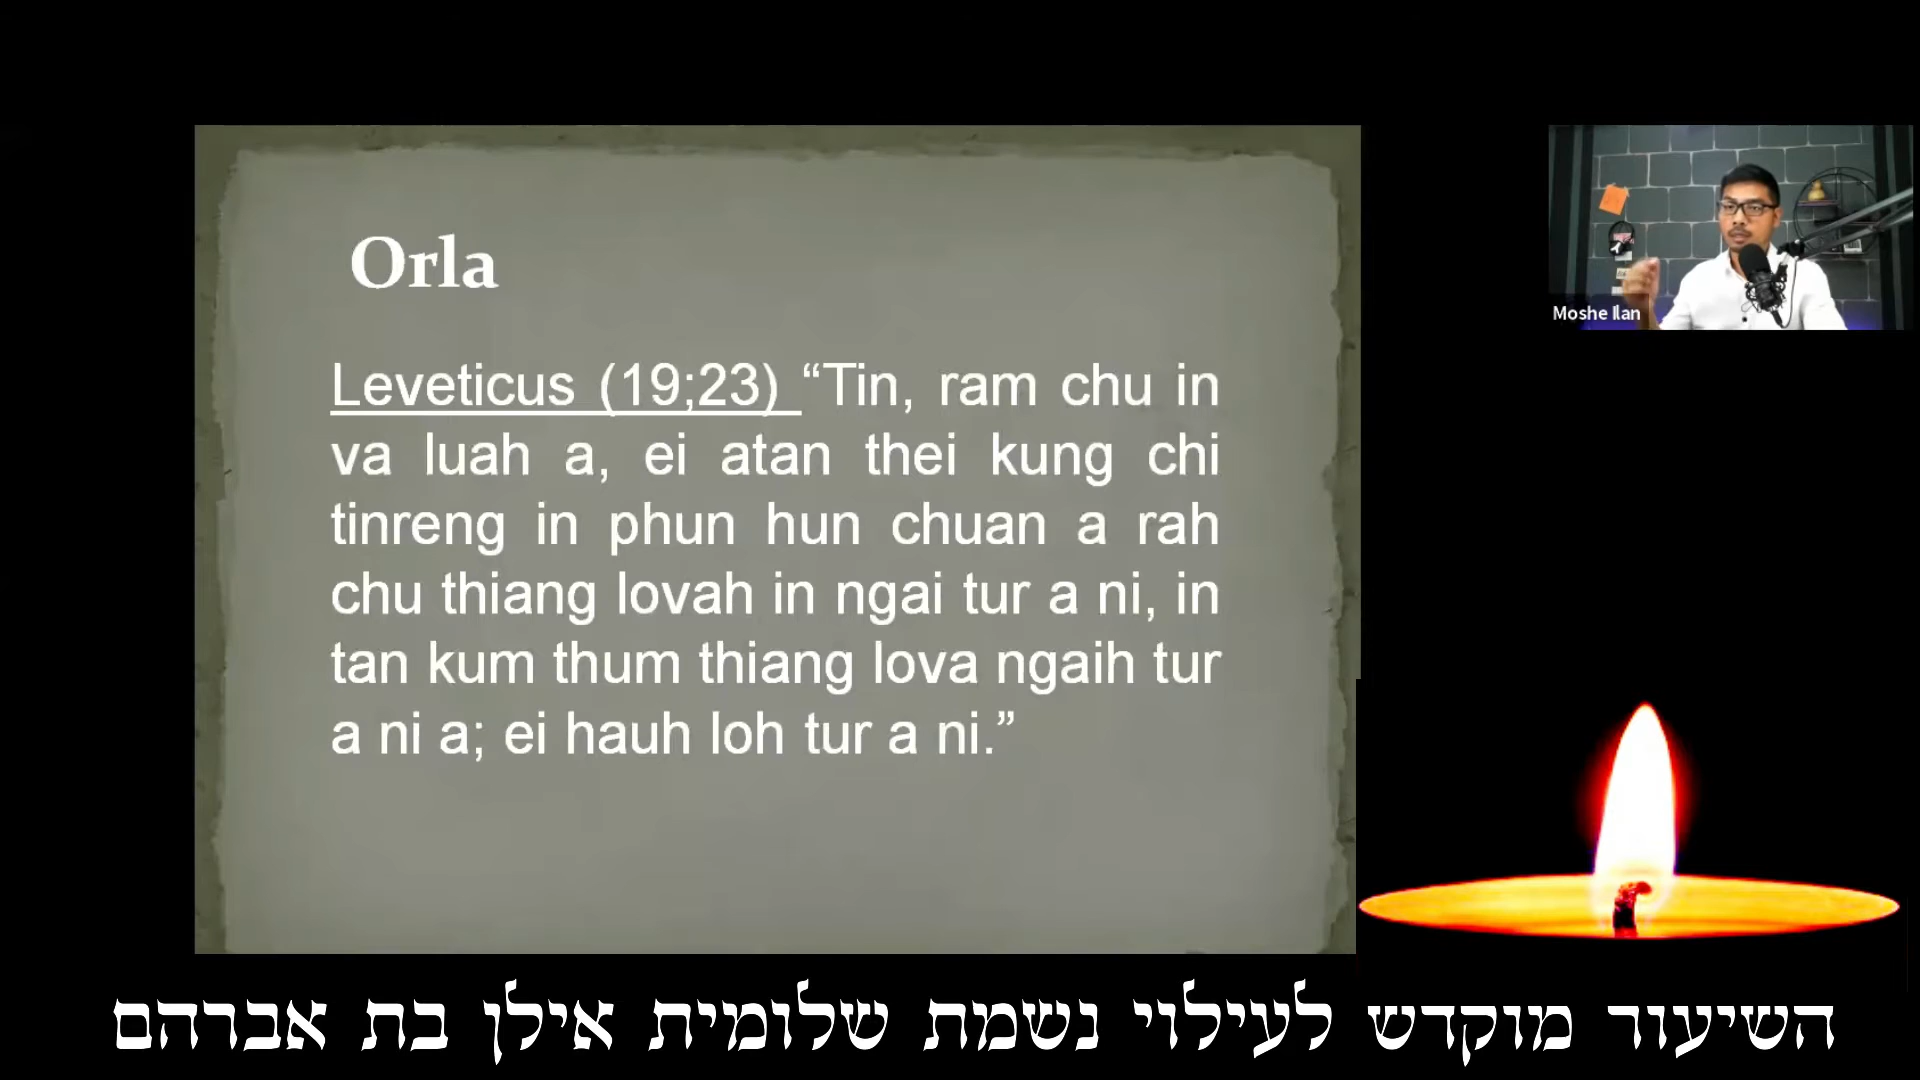 Orla
Leveticus (19;23) “Tin, ram chu in
va luah a, ei atan thei kung chi
tinreng in phun hun chuan a rah
chu thiang lovah in ngai tur a ni, in
tan kum thum thiang lova ngaih tur
a ni a; ei hauh loh tur a ni.”
Moshe Ilan
השיעור מוקדש לעילוי נשמת שלומית אילן בת אברהם